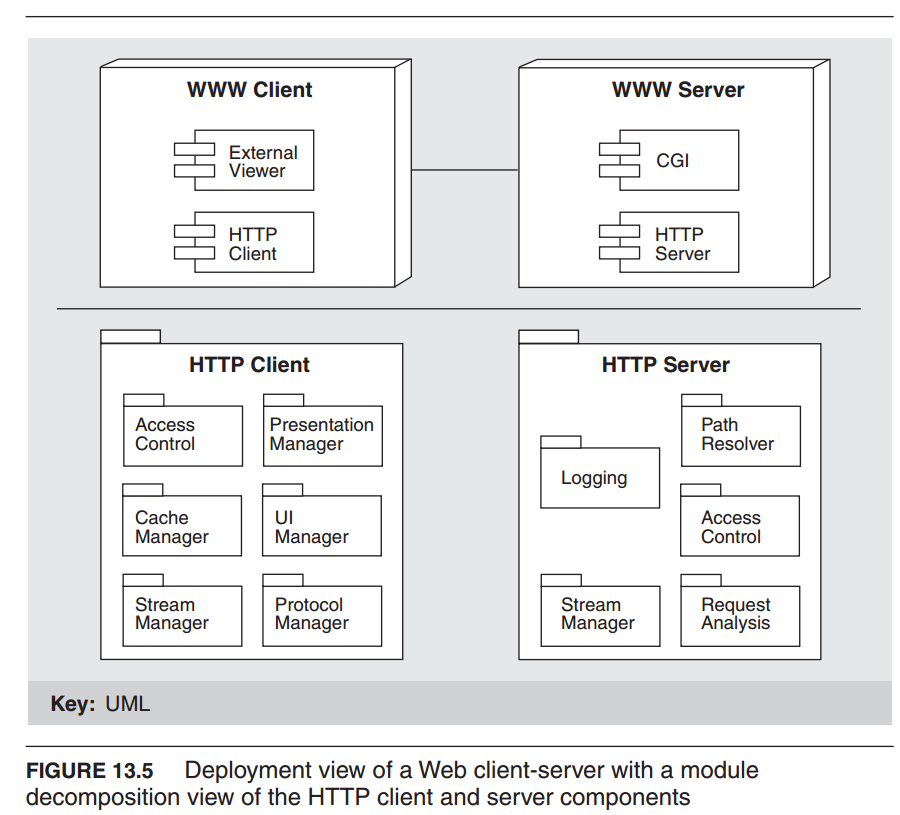 WWW Client
External
Viewer
HTTP
Client
WWW Server
CGI
HTTP
Server
HTTP Client
Access
Control
Presentation
Manager
Cache
Manager
UI
Manager
Stream
Manager
Protocol
Manager
HTTP Server
Path
Resolver
Logging
Access
Control
Stream
Manager
Request
Analysis
Key: UML
FIGURE 13.5 Deployment view of a Web client-server with a module
decomposition view of the HTTP client and server components